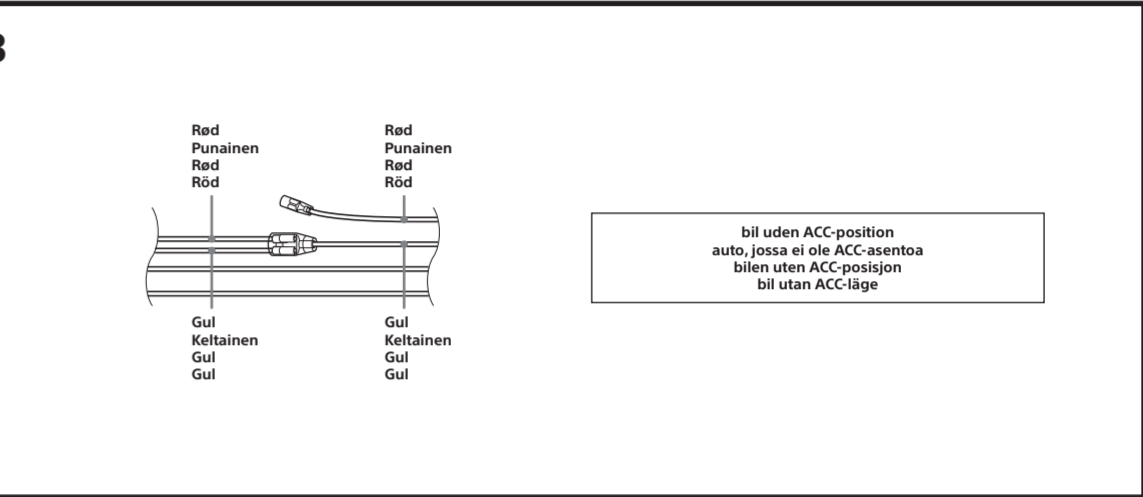 3
Rød
Punainen
Rød
Röd
Rød
Punainen
Rød
Röd
Gul
Keltainen
Gul
Gul
Gul
Keltainen
Gul
Gul
bil uden ACC-position
auto, jossa ei ole ACC-asentoa
bilen uten ACC-posisjon
bil utan ACC-läge